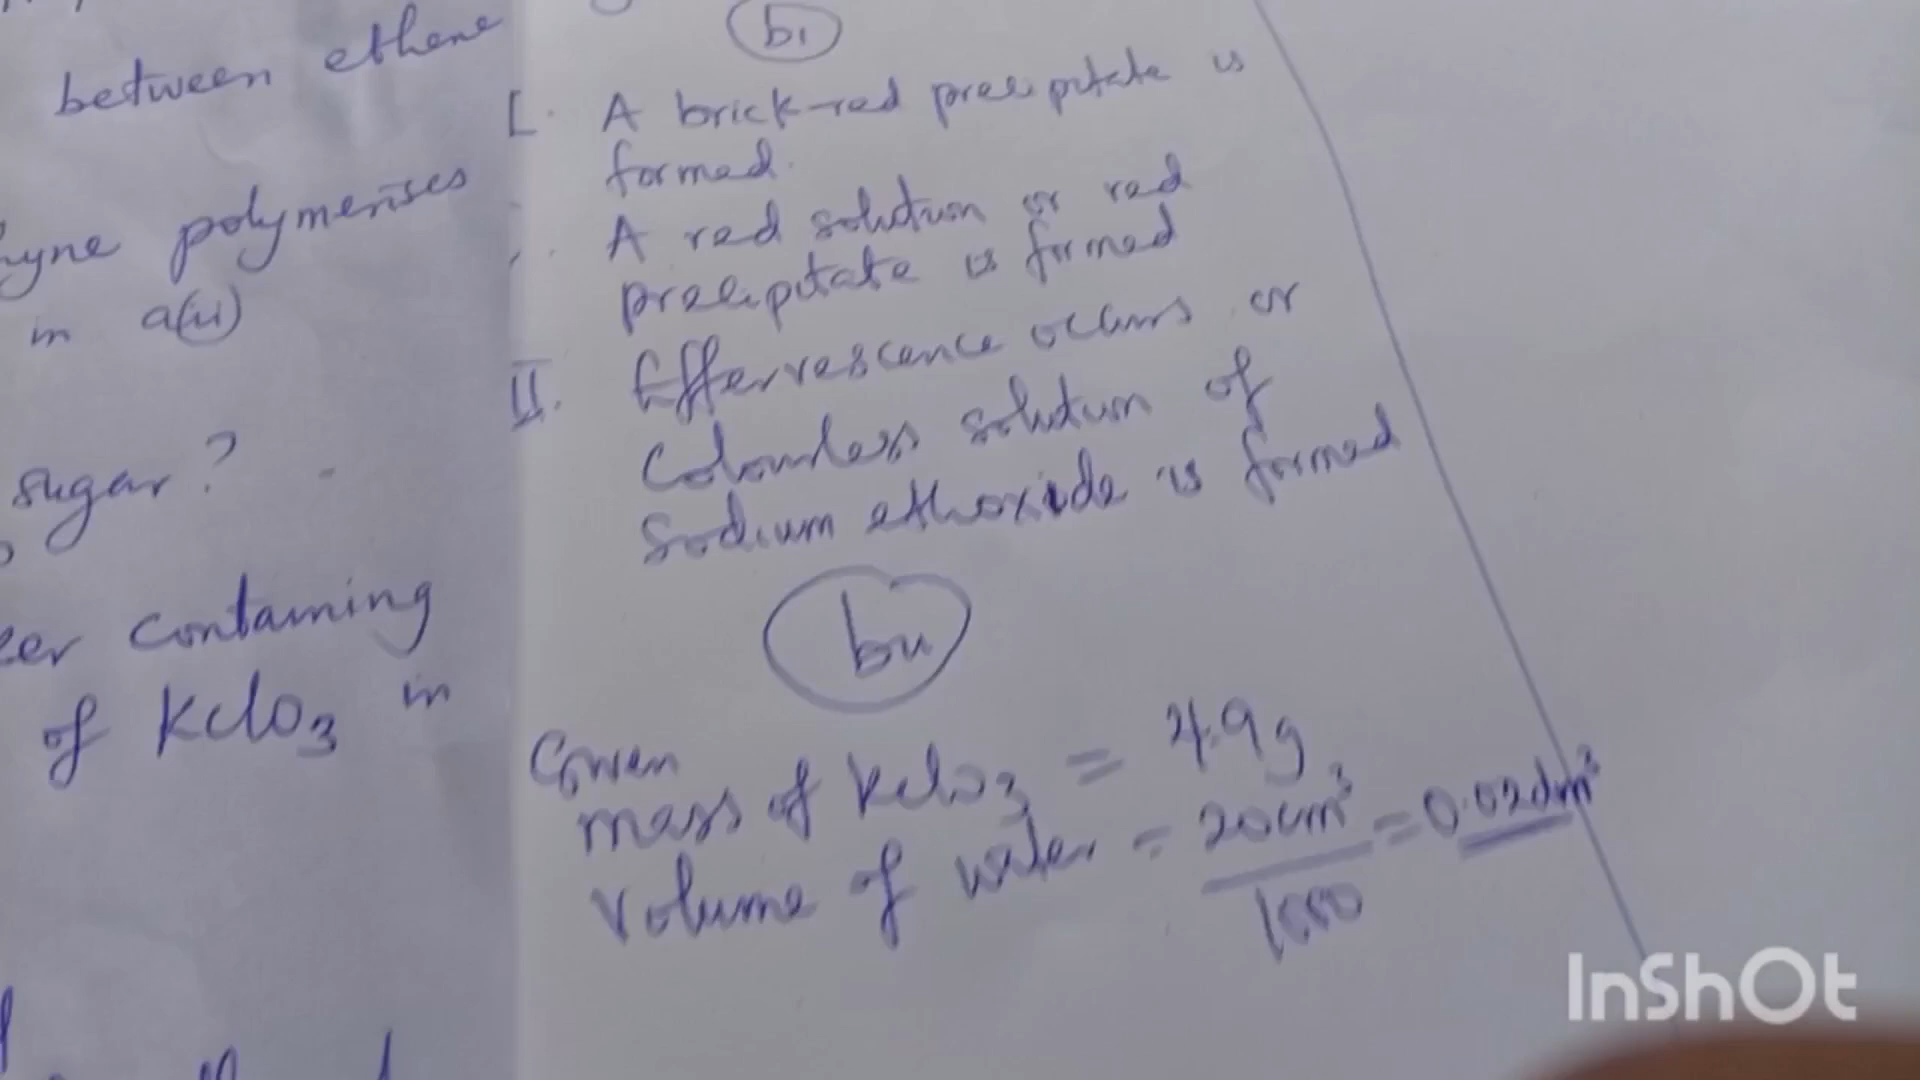 between ethene
hyne polymerises
in a(ii)
sugar?
containing
of KClO3 in
bi
I. A brick-red precipitate is
formed.
A red solution or red
precipitate is formed
II. Effervescence occurs or
Colourless solution of
Sodium ethoxide is formed
bii
Given
mass of KClO3 = 4.9g
Volume of water = 20cm³/1000 = 0.02dm³
InShOt